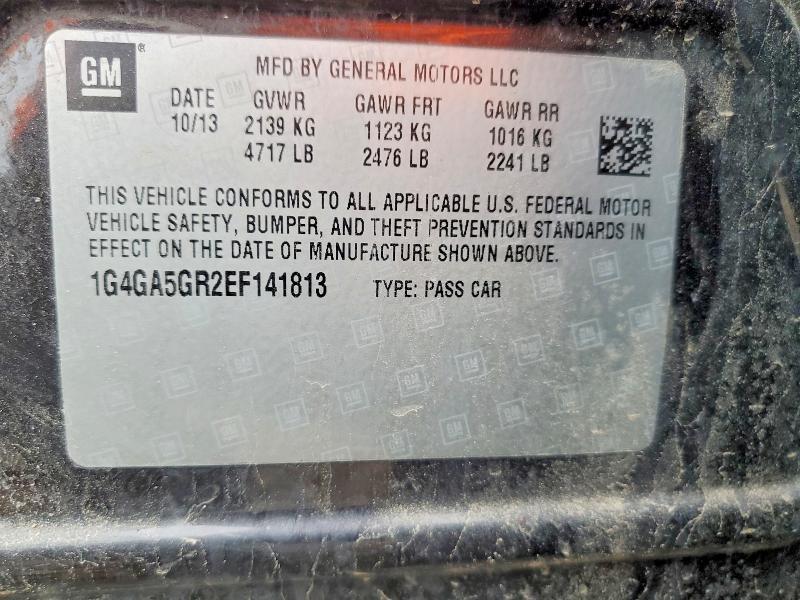 GM ®
MFD BY GENERAL MOTORS LLC
DATE GVWR GAWR FRT GAWR RR
10/13 2139 KG 1123 KG 1016 KG
4717 LB 2476 LB 2241 LB
THIS VEHICLE CONFORMS TO ALL APPLICABLE U.S. FEDERAL MOTOR
VEHICLE SAFETY, BUMPER, AND THEFT PREVENTION STANDARDS IN
EFFECT ON THE DATE OF MANUFACTURE SHOWN ABOVE.
1G4GA5GR2EF141813 TYPE: PASS CAR